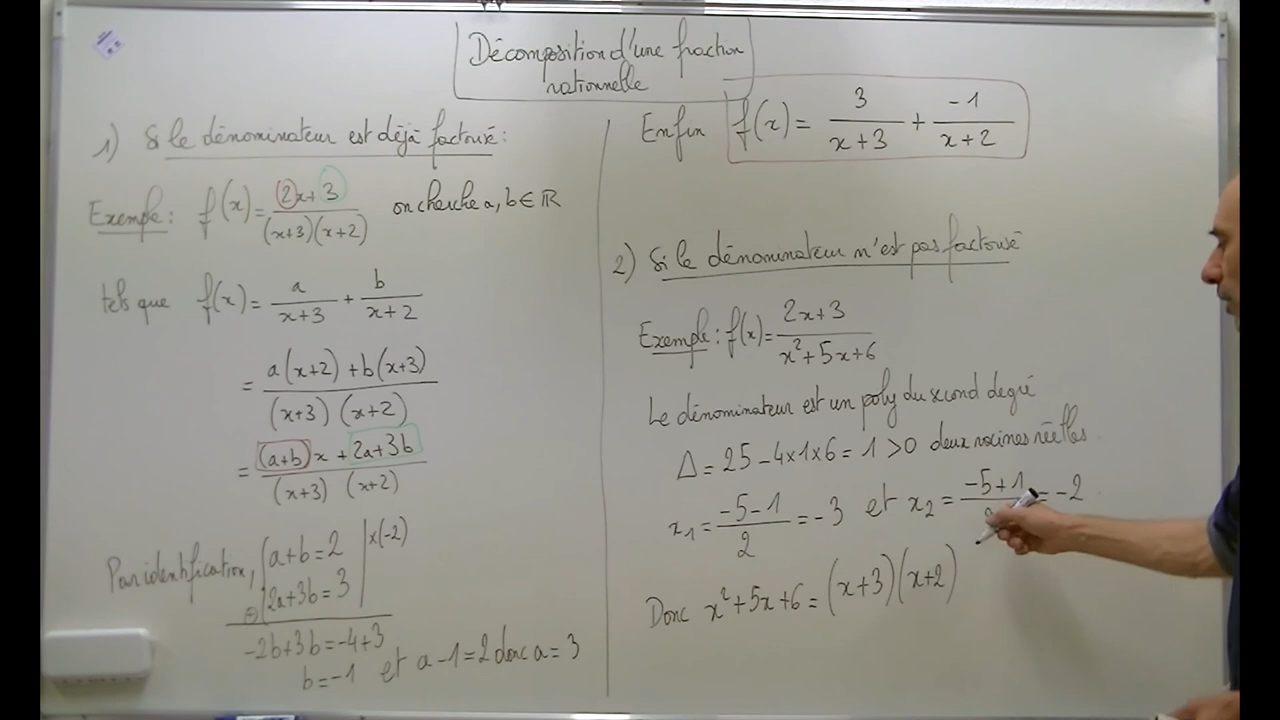 Décomposition d'une fraction
rationnelle
1) Si le dénominateur est déjà factorisé :
Exemple : f(x) = (2x+3)/((x+3)(x+2)) on cherche a, b ∈ ℝ
tels que f(x) = a/(x+3) + b/(x+2)
= (a(x+2)+b(x+3))/((x+3)(x+2))
= ((a+b)x + 2a+3b)/((x+3)(x+2))
Par identification, { a+b=2 | ×(-2)
2a+3b=3
-2b+3b=-4+3
b=-1 et a-1=2 donc a=3
Enfin f(x) = 3/(x+3) + -1/(x+2)
2) Si le dénominateur n'est pas factorisé
Exemple : f(x) = (2x+3)/(x²+5x+6)
Le dénominateur est un poly du second degré
Δ = 25-4×1×6 = 1 >0 deux racines réelles.
x₁ = (-5-1)/2 = -3 et x₂ = (-5+1)/2 = -2
Donc x²+5x+6 = (x+3)(x+2)